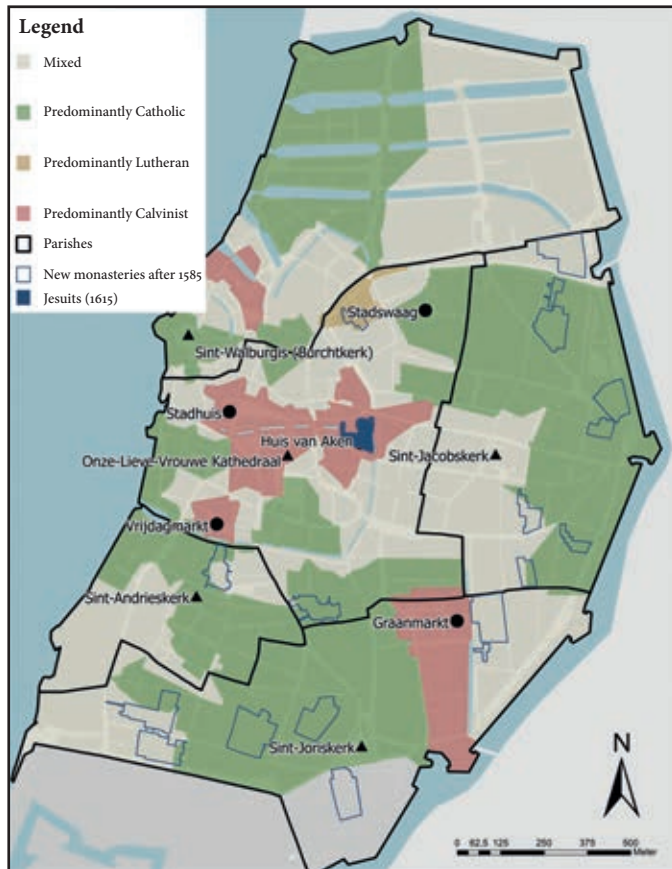 Legend
Mixed
Predominantly Catholic
Predominantly Lutheran
Predominantly Calvinist
Parishes
New monasteries after 1585
Jesuits (1615)
Stadswaag
Sint-Walburgis (Burchtkerk)
Stadhuis
Huis van Aken
Onze-Lieve-Vrouwe Kathedraal
Sint-Jacobskerk
Vrijdagmarkt
Sint-Andrieskerk
Graanmarkt
Sint-Joriskerk
N
0 62,5 125 250 375 500
Meter